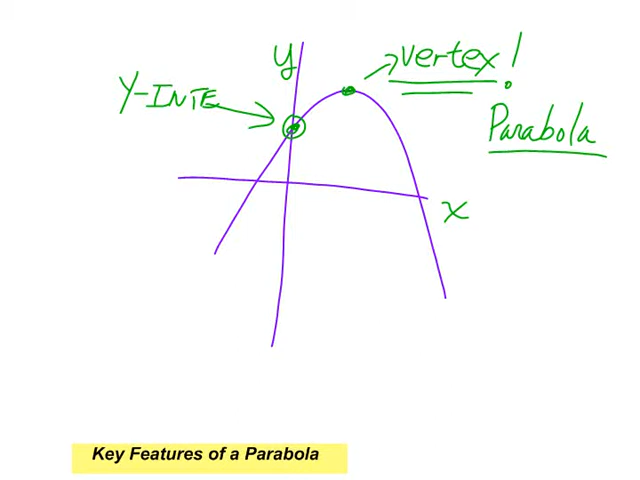 y
vertex!
Y-INTE
Parabola
x
Key Features of a Parabola